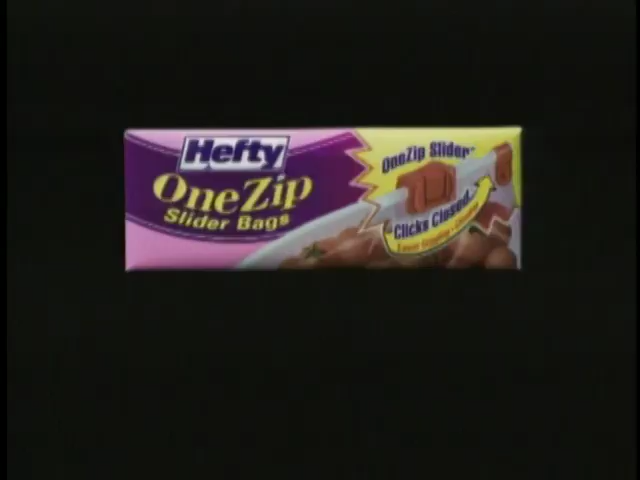 Hefty
OneZip
Slider Bags
OneZip Slider
Clicks Closed